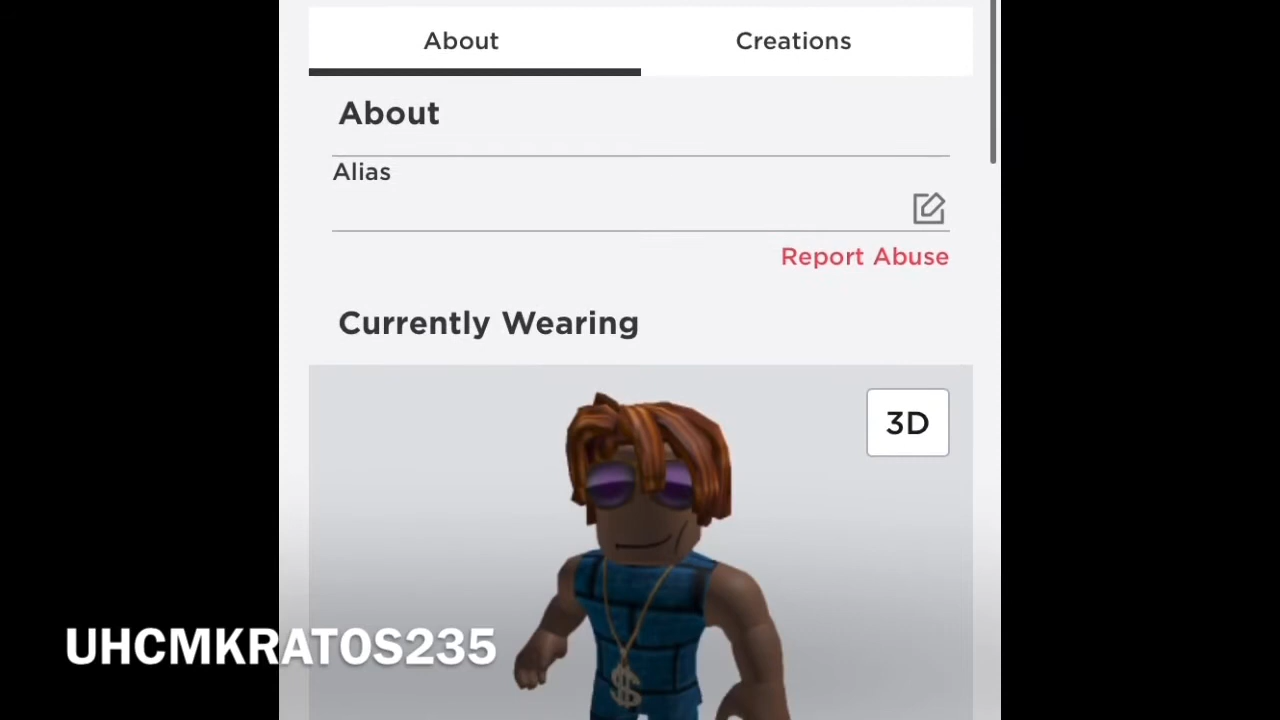 About
Creations
About
Alias
Report Abuse
Currently Wearing
3D
UHCMKRATOS235
$